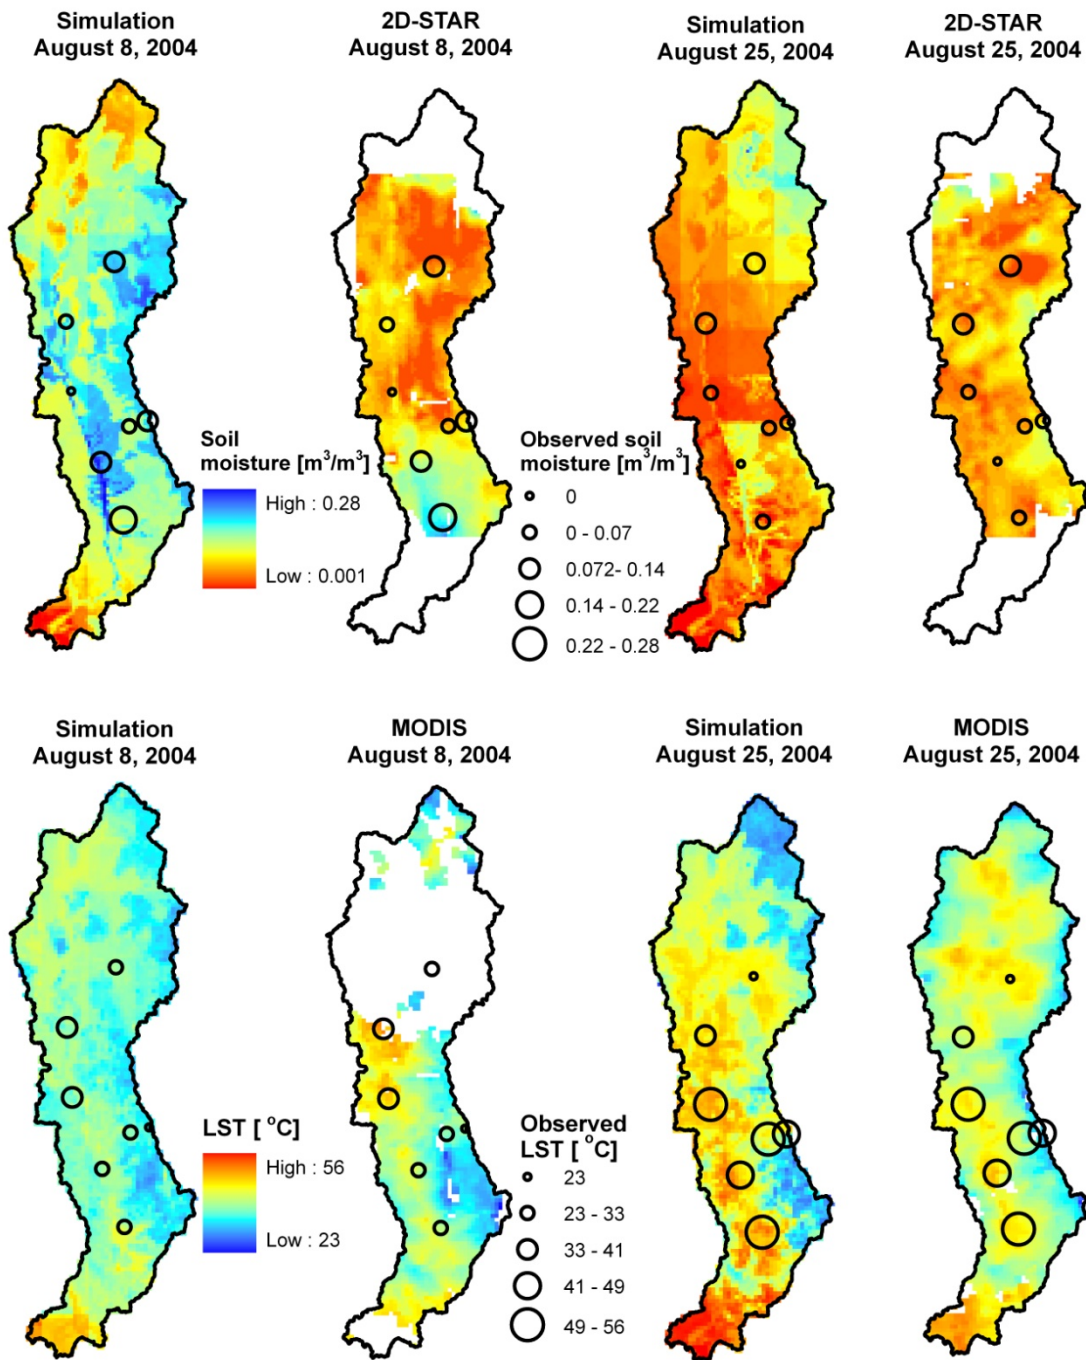 Simulation
August 8, 2004
2D-STAR
August 8, 2004
Simulation
August 25, 2004
2D-STAR
August 25, 2004
Soil
moisture [m³/m³]
High : 0.28
Low : 0.001
Observed soil
moisture [m³/m³]
0
0 - 0.07
0.072- 0.14
0.14 - 0.22
0.22 - 0.28
Simulation
August 8, 2004
MODIS
August 8, 2004
Simulation
August 25, 2004
MODIS
August 25, 2004
LST [ °C]
High : 56
Low : 23
Observed
LST [ °C]
23
23 - 33
33 - 41
41 - 49
49 - 56